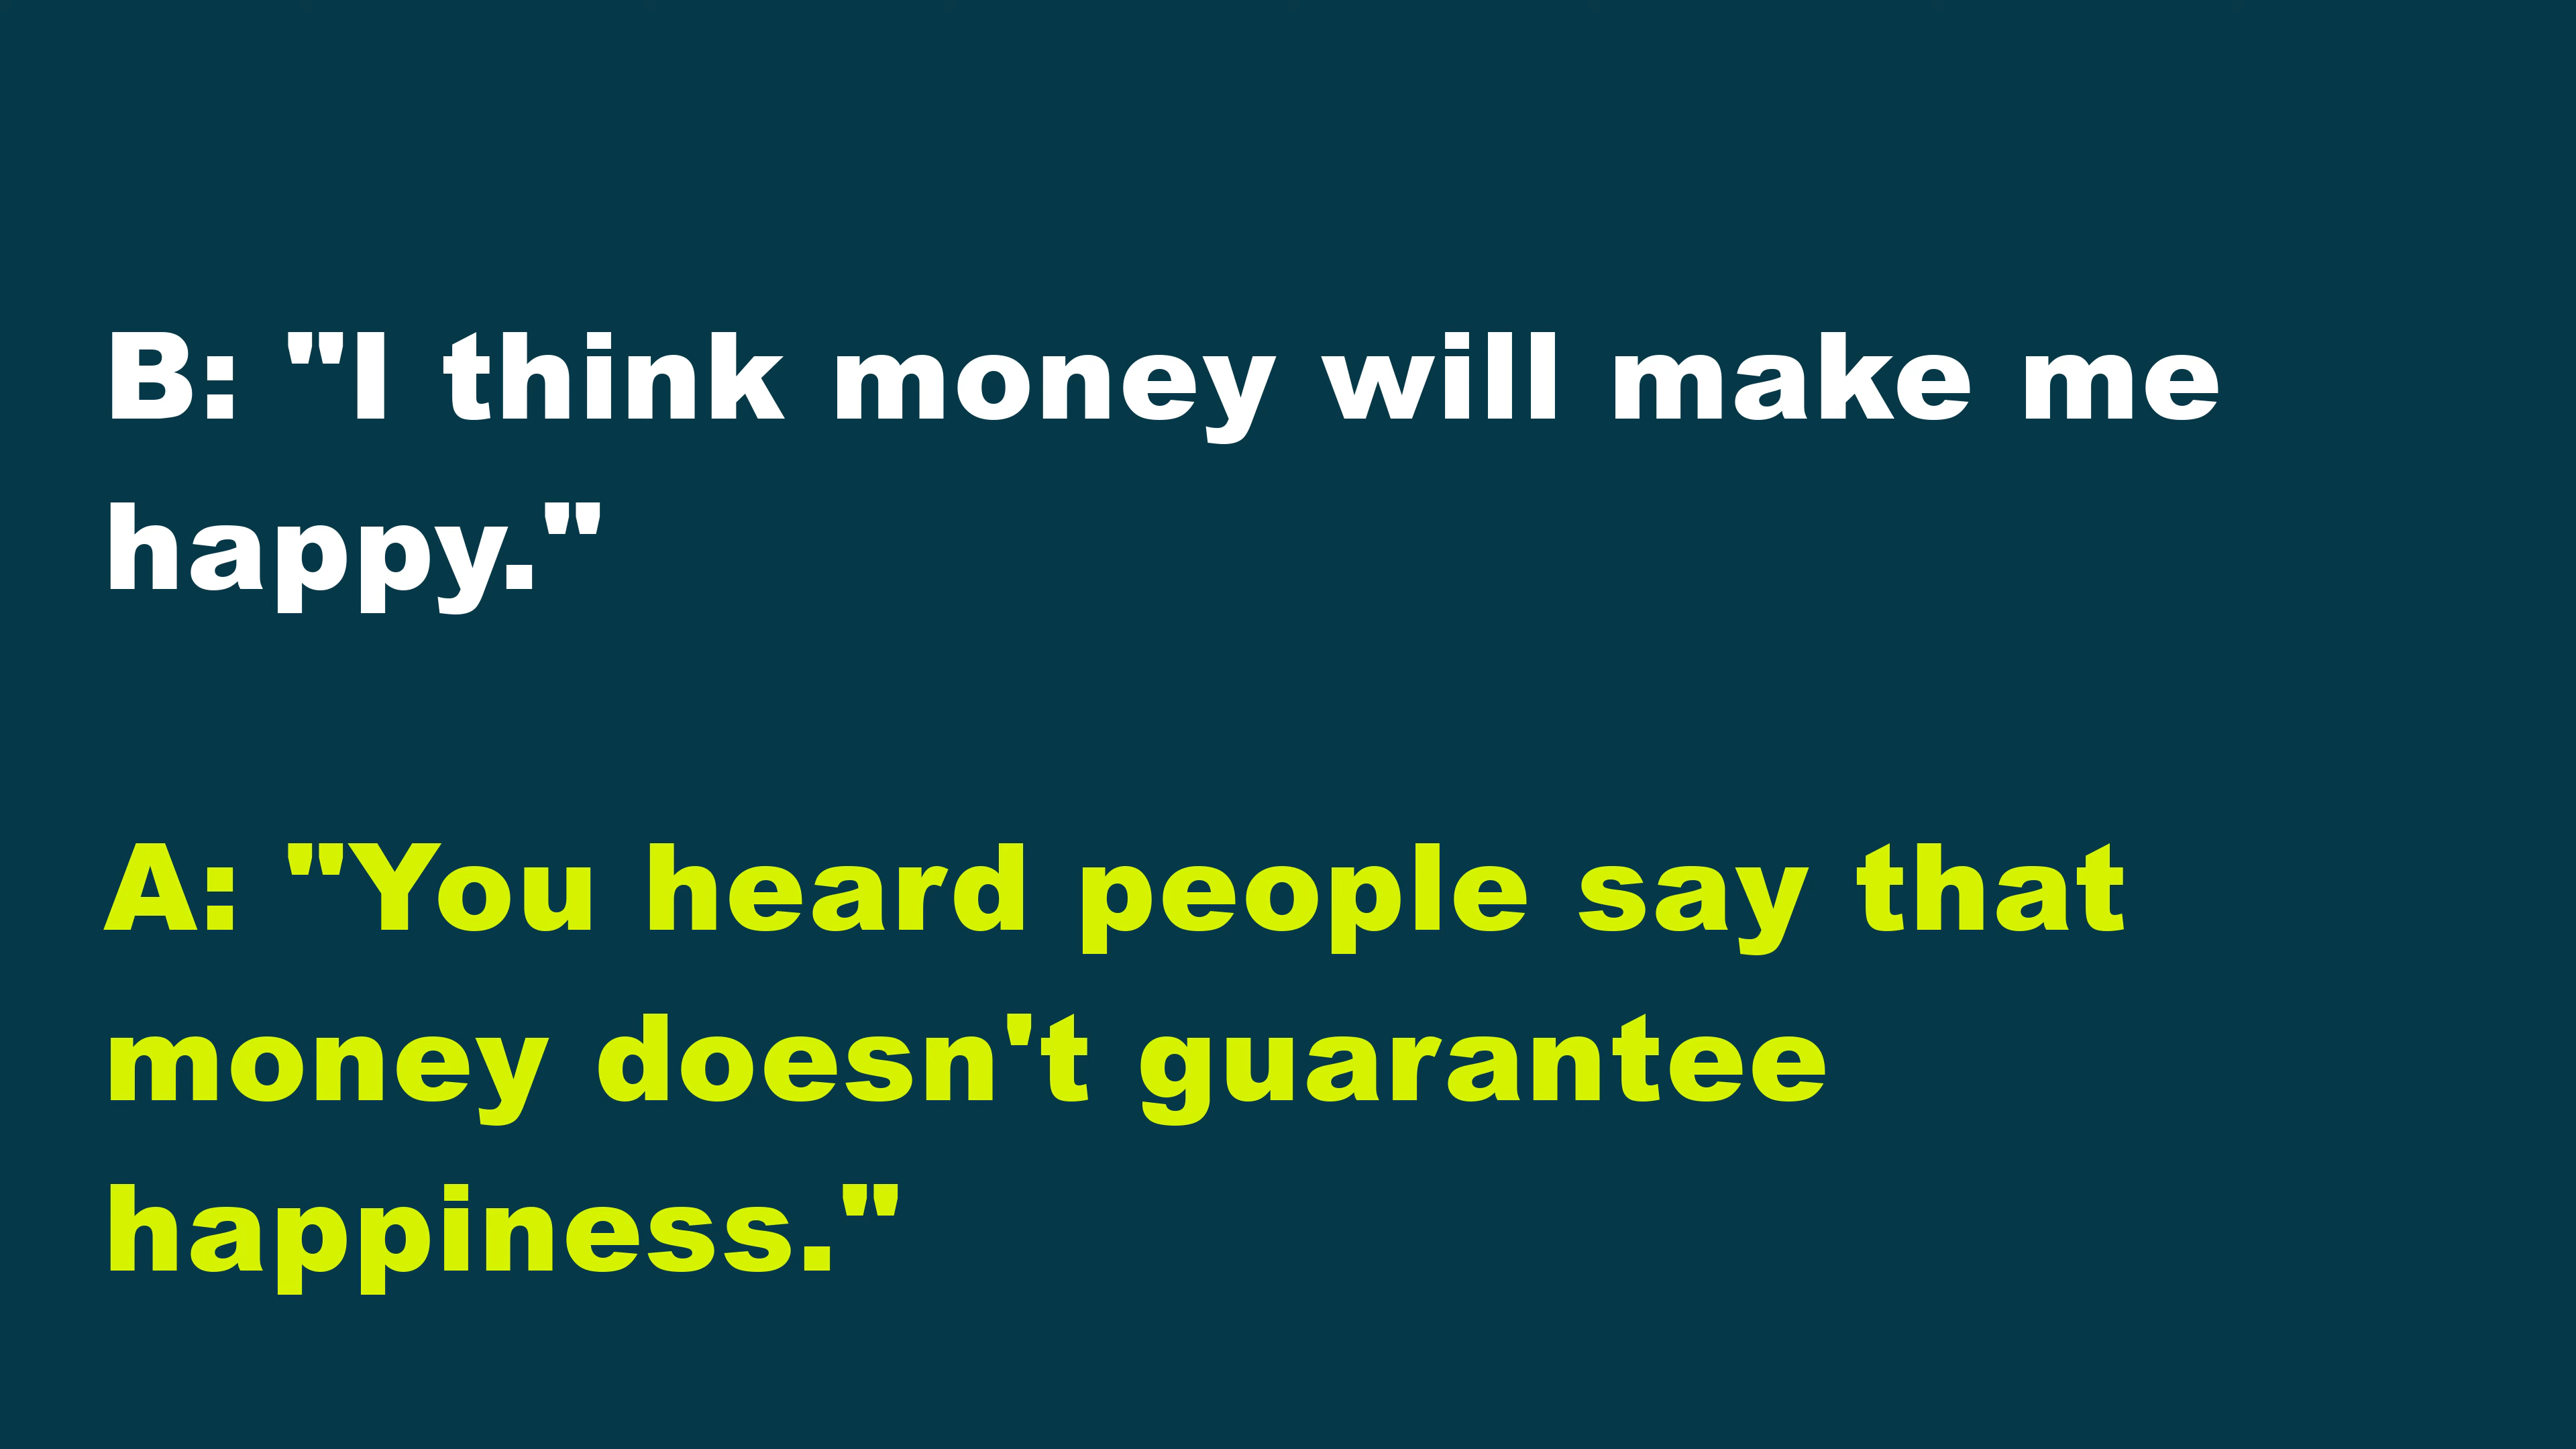 B: "I think money will make me
happy."
A: "You heard people say that
money doesn't guarantee
happiness."